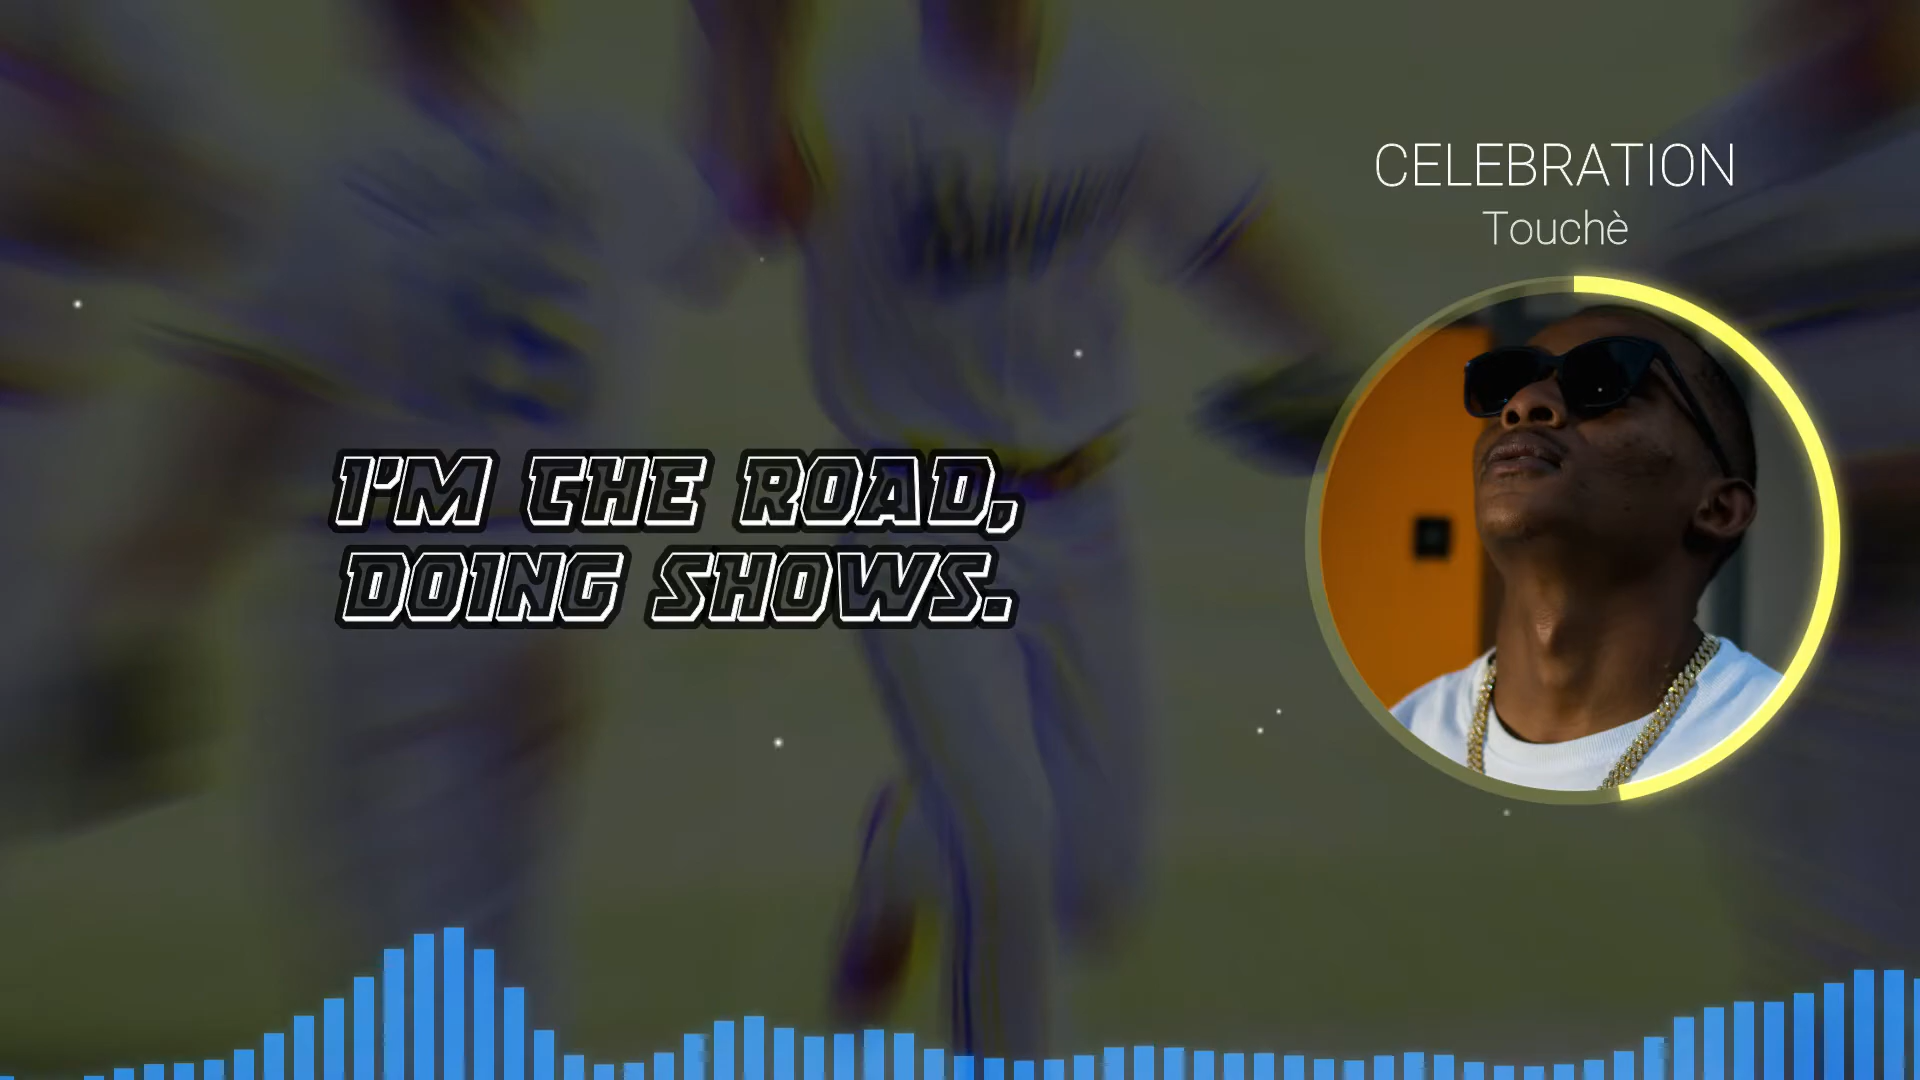 CELEBRATION
Touchè
I'M THE ROAD,
DOING SHOWS.